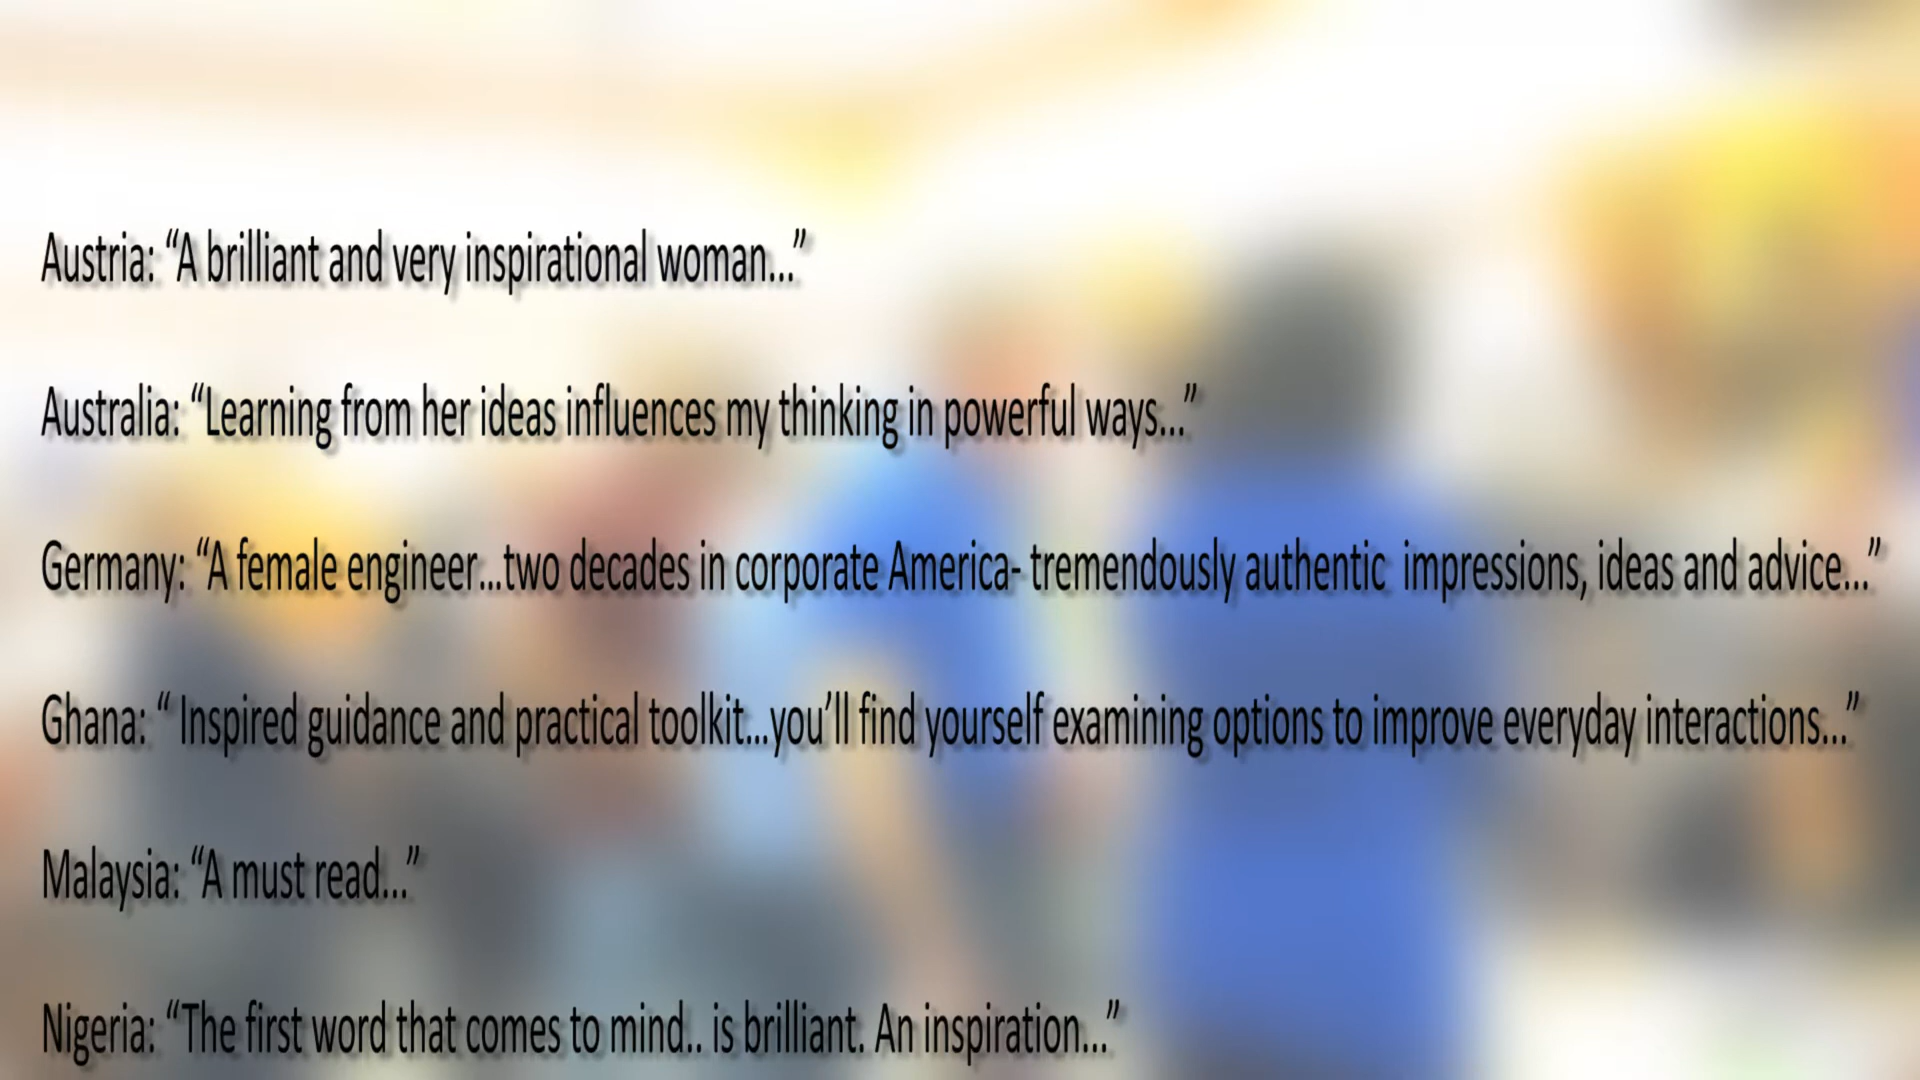 Austria: “A brilliant and very inspirational woman...”
Australia: “Learning from her ideas influences my thinking in powerful ways...”
Germany: “A female engineer...two decades in corporate America- tremendously authentic  impressions, ideas and advice...”
Ghana: “ Inspired guidance and practical toolkit...you’ll find yourself examining options to improve everyday interactions...”
Malaysia: “A must read...”
Nigeria: “The first word that comes to mind.. is brilliant. An inspiration...”